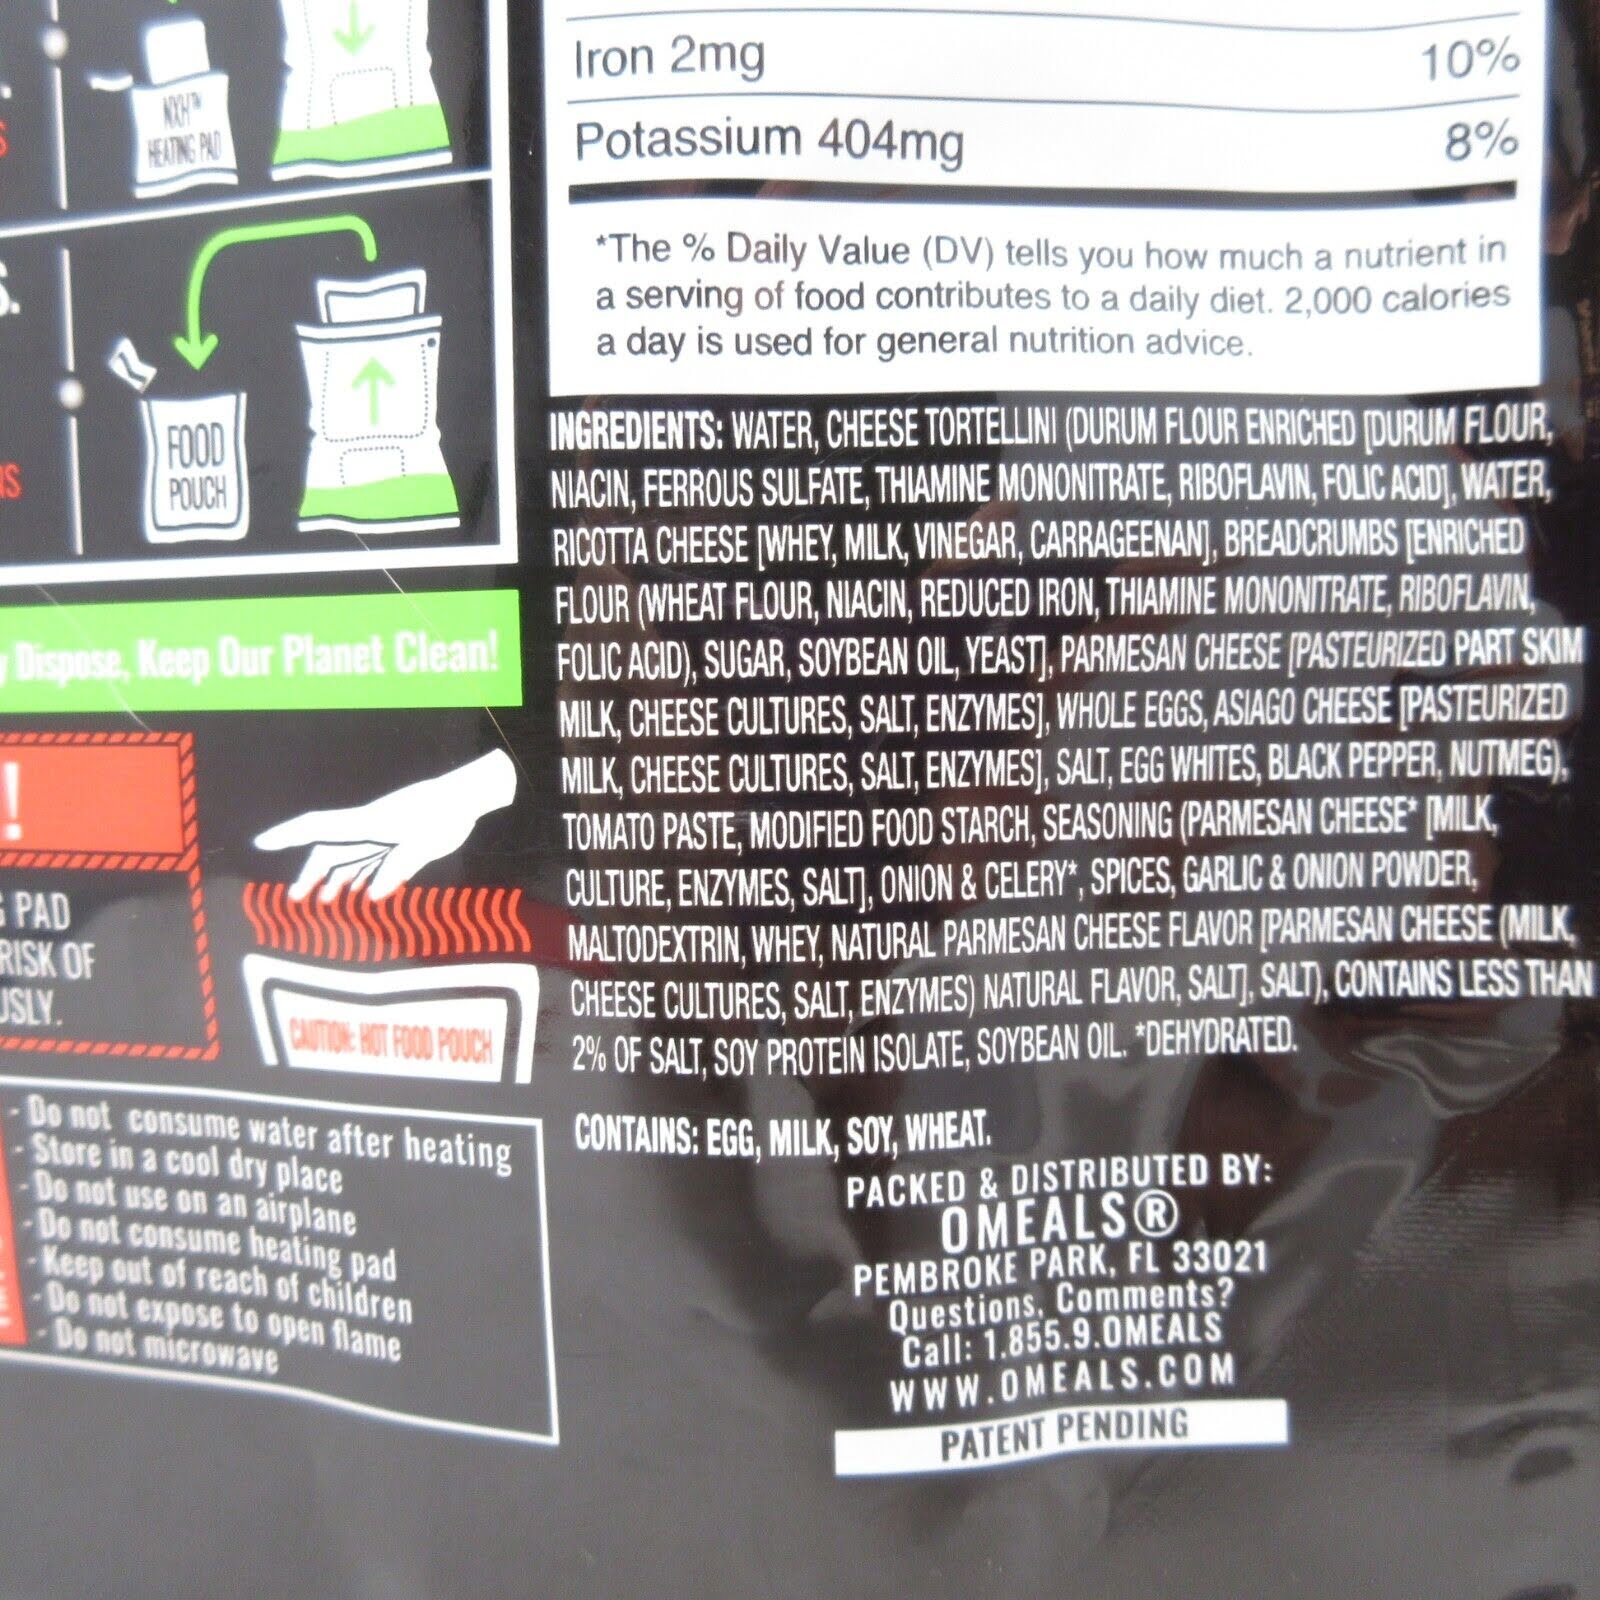 NXH™
HEATING PAD
FOOD
POUCH
Dispose, Keep Our Planet Clean!
!
PAD
RISK OF
CAUTION: HOT FOOD POUCH
- Do not consume water after heating
- Store in a cool dry place
- Do not use on an airplane
- Do not consume heating pad
- Keep out of reach of children
- Do not expose to open flame
- Do not microwave
Iron 2mg 10%
Potassium 404mg 8%
*The % Daily Value (DV) tells you how much a nutrient in
a serving of food contributes to a daily diet. 2,000 calories
a day is used for general nutrition advice.
INGREDIENTS: WATER, CHEESE TORTELLINI (DURUM FLOUR ENRICHED [DURUM FLOUR,
NIACIN, FERROUS SULFATE, THIAMINE MONONITRATE, RIBOFLAVIN, FOLIC ACID], WATER,
RICOTTA CHEESE [WHEY, MILK, VINEGAR, CARRAGEENAN], BREADCRUMBS [ENRICHED
FLOUR (WHEAT FLOUR, NIACIN, REDUCED IRON, THIAMINE MONONITRATE, RIBOFLAVIN,
FOLIC ACID), SUGAR, SOYBEAN OIL, YEAST], PARMESAN CHEESE [PASTEURIZED PART SKIM
MILK, CHEESE CULTURES, SALT, ENZYMES], WHOLE EGGS, ASIAGO CHEESE [PASTEURIZED
MILK, CHEESE CULTURES, SALT, ENZYMES], SALT, EGG WHITES, BLACK PEPPER, NUTMEG),
TOMATO PASTE, MODIFIED FOOD STARCH, SEASONING (PARMESAN CHEESE* [MILK,
CULTURE, ENZYMES, SALT], ONION & CELERY*, SPICES, GARLIC & ONION POWDER,
MALTODEXTRIN, WHEY, NATURAL PARMESAN CHEESE FLAVOR [PARMESAN CHEESE (MILK,
CHEESE CULTURES, SALT, ENZYMES) NATURAL FLAVOR, SALT], SALT), CONTAINS LESS THAN
2% OF SALT, SOY PROTEIN ISOLATE, SOYBEAN OIL. *DEHYDRATED.
CONTAINS: EGG, MILK, SOY, WHEAT.
PACKED & DISTRIBUTED BY:
OMEALS®
PEMBROKE PARK, FL 33021
Questions, Comments?
Call: 1.855.9.OMEALS
WWW.OMEALS.COM
PATENT PENDING